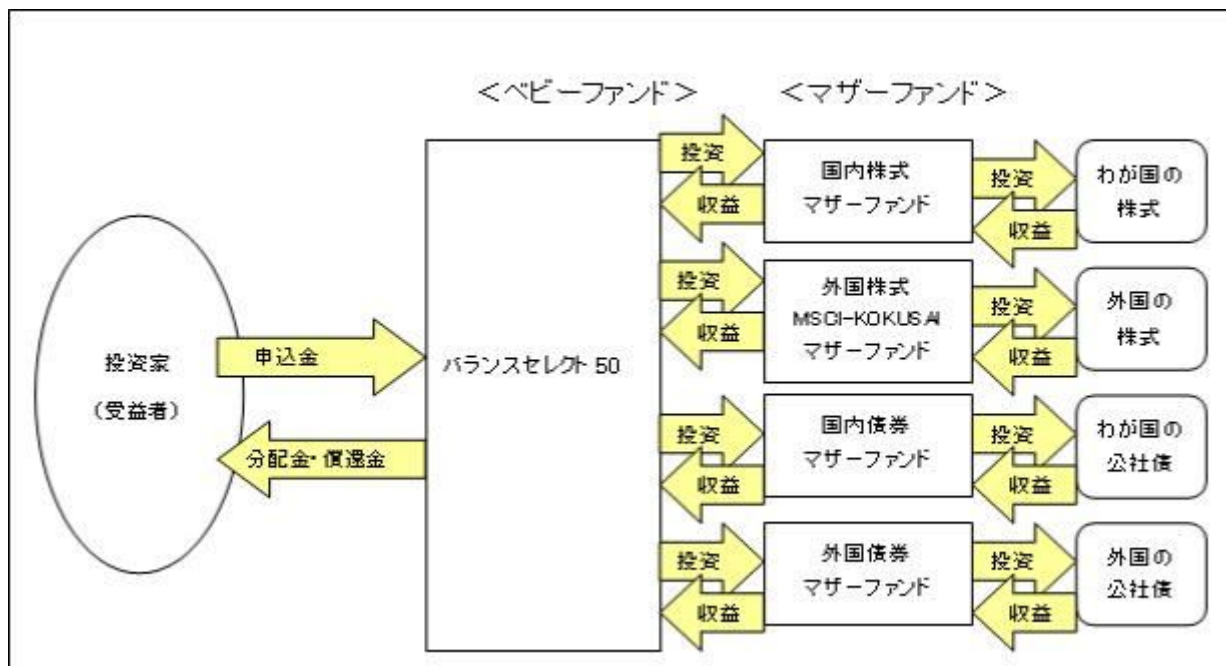 ＜ベビーファンド＞
＜マザーファンド＞
投資家
（受益者）
申込金
分配金・償還金
バランスセレクト 50
投資
収益
国内株式
マザーファンド
投資
収益
わが国の
株式
投資
収益
外国株式
MSCI-KOKUSAI
マザーファンド
投資
収益
外国の
株式
投資
収益
国内債券
マザーファンド
投資
収益
わが国の
公社債
投資
収益
外国債券
マザーファンド
投資
収益
外国の
公社債